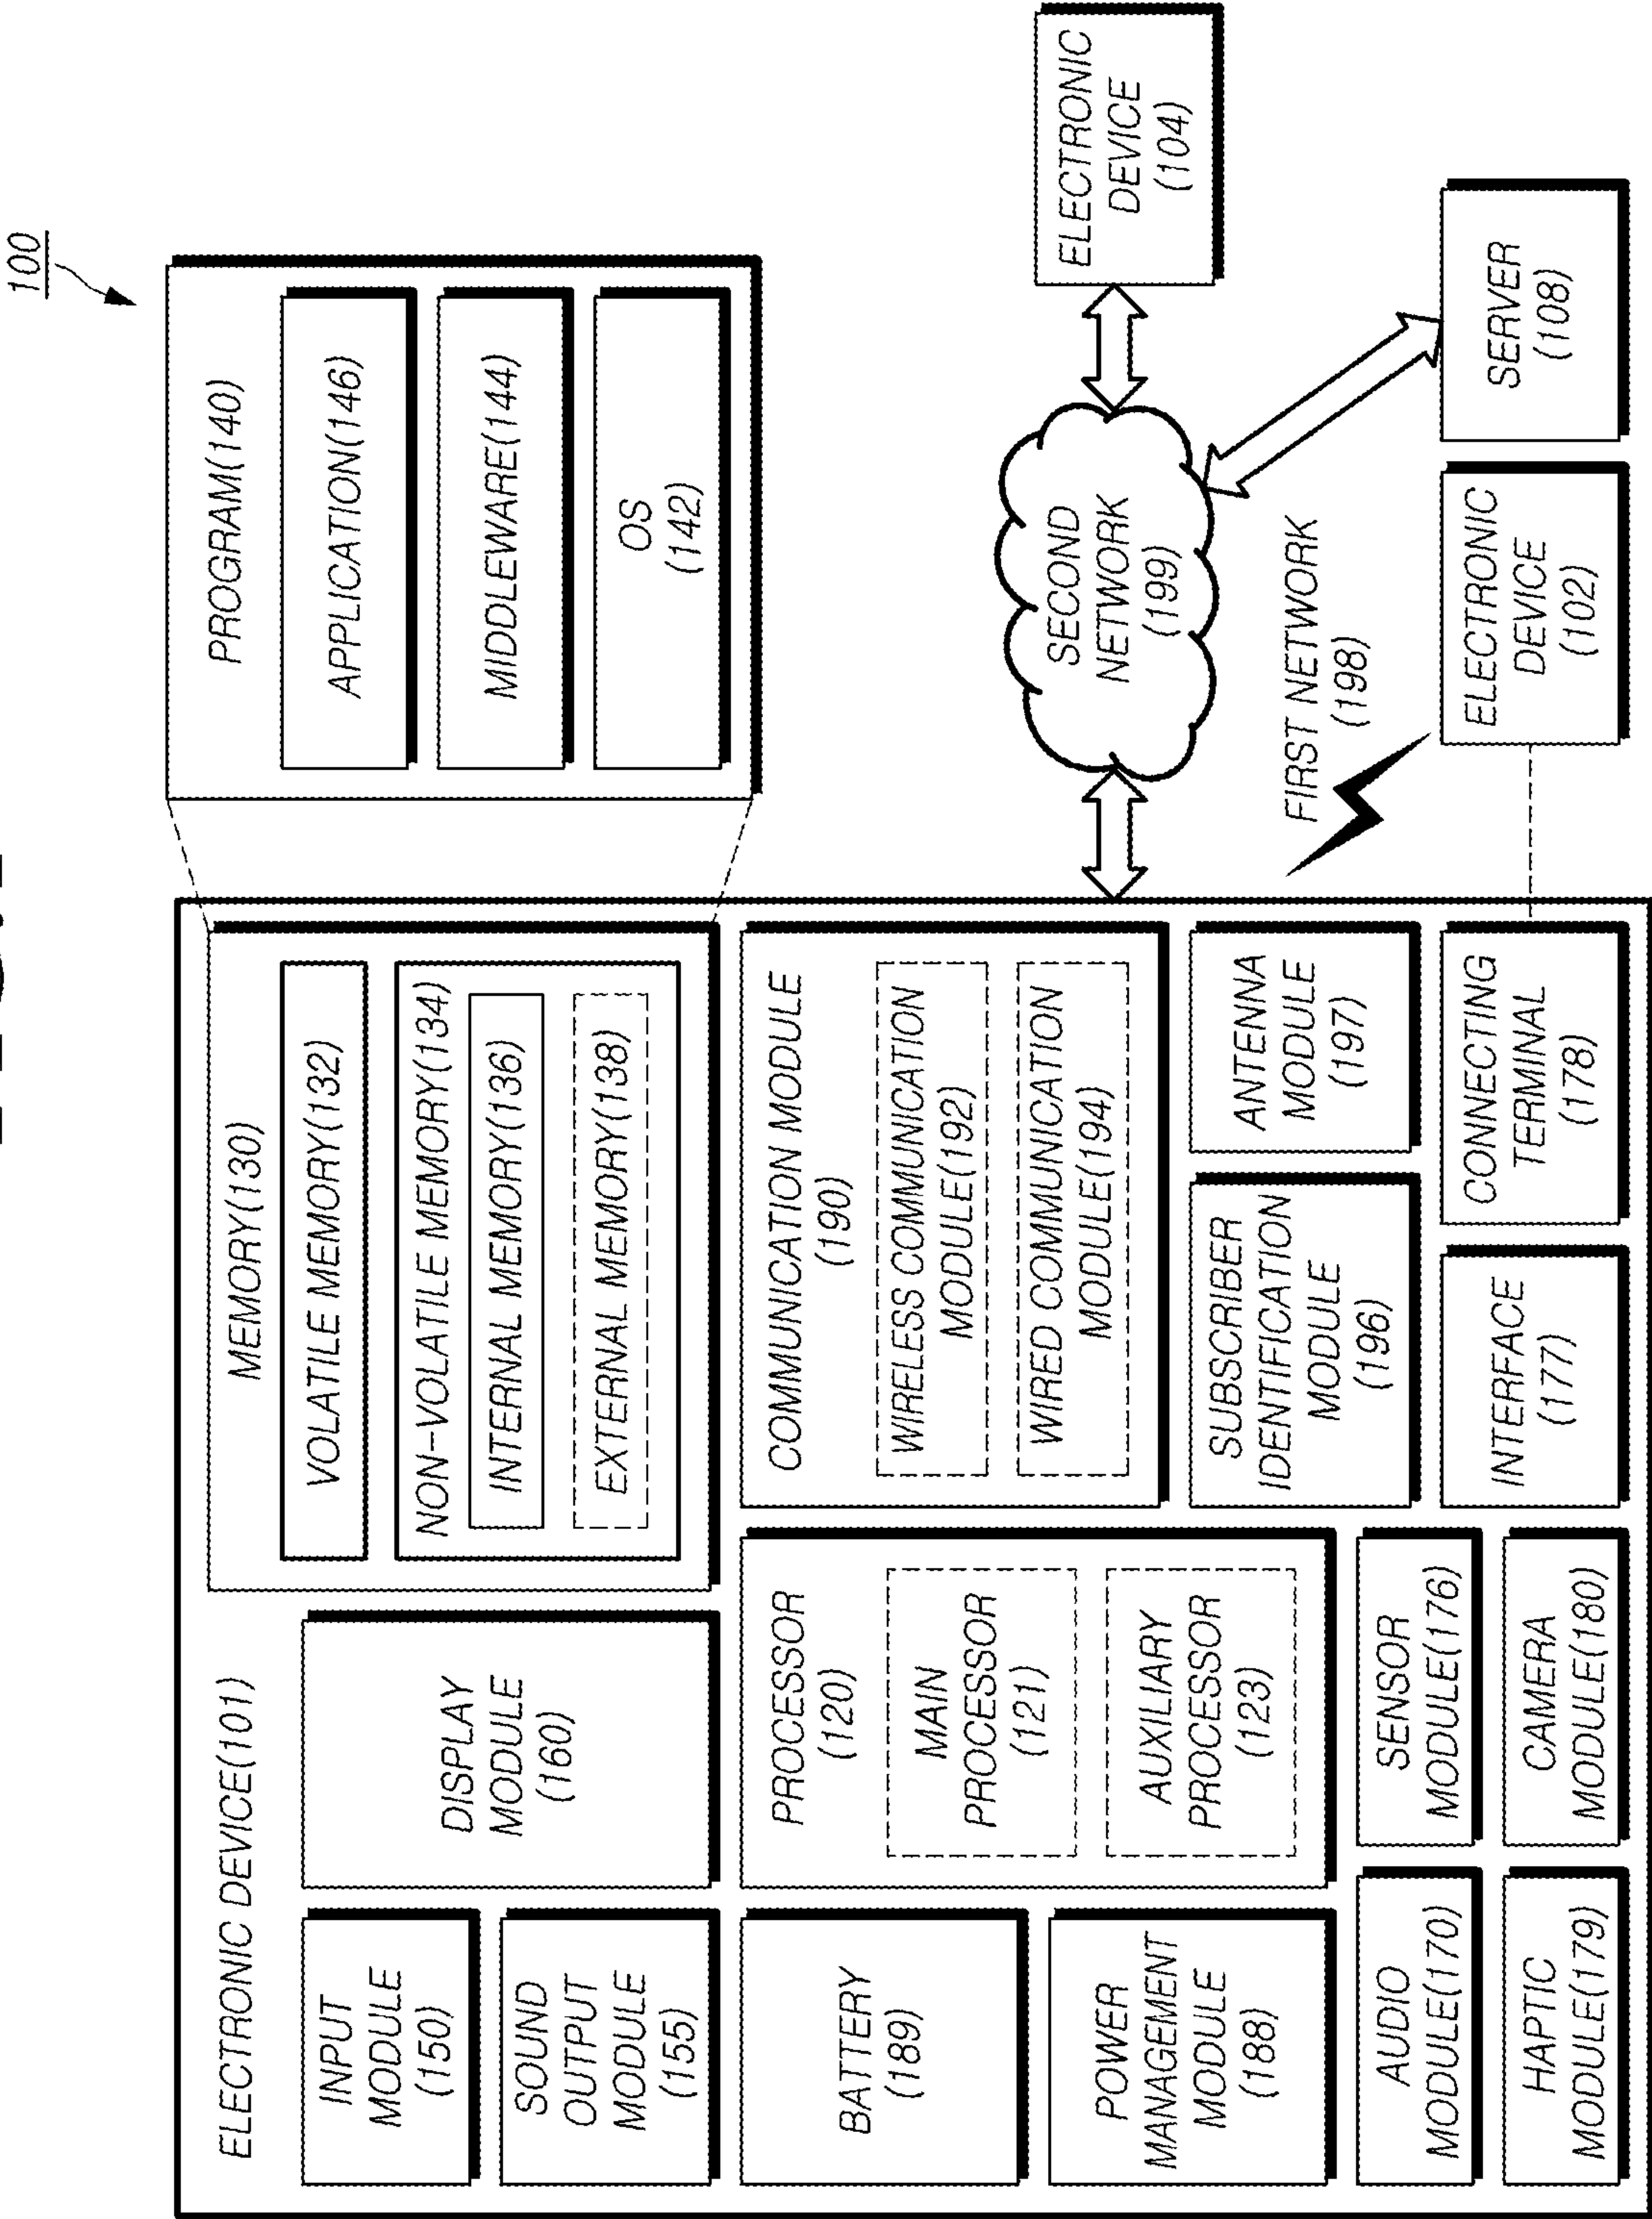 100
ELECTRONIC DEVICE(101)
INPUT
MODULE
(150)
SOUND
OUTPUT
MODULE
(155)
DISPLAY
MODULE
(160)
MEMORY(130)
VOLATILE MEMORY(132)
NON-VOLATILE MEMORY(134)
INTERNAL MEMORY(136)
EXTERNAL MEMORY(138)
PROGRAM(140)
APPLICATION(146)
MIDDLEWARE(144)
OS
(142)
BATTERY
(189)
POWER
MANAGEMENT
MODULE
(188)
PROCESSOR
(120)
MAIN
PROCESSOR
(121)
AUXILIARY
PROCESSOR
(123)
COMMUNICATION MODULE
(190)
WIRELESS COMMUNICATION
MODULE(192)
WIRED COMMUNICATION
MODULE(194)
SUBSCRIBER
IDENTIFICATION
MODULE
(196)
ANTENNA
MODULE
(197)
AUDIO
MODULE(170)
SENSOR
MODULE(176)
HAPTIC
MODULE(179)
CAMERA
MODULE(180)
INTERFACE
(177)
CONNECTING
TERMINAL
(178)
SECOND
NETWORK
(199)
ELECTRONIC
DEVICE
(104)
FIRST NETWORK
(198)
ELECTRONIC
DEVICE
(102)
SERVER
(108)